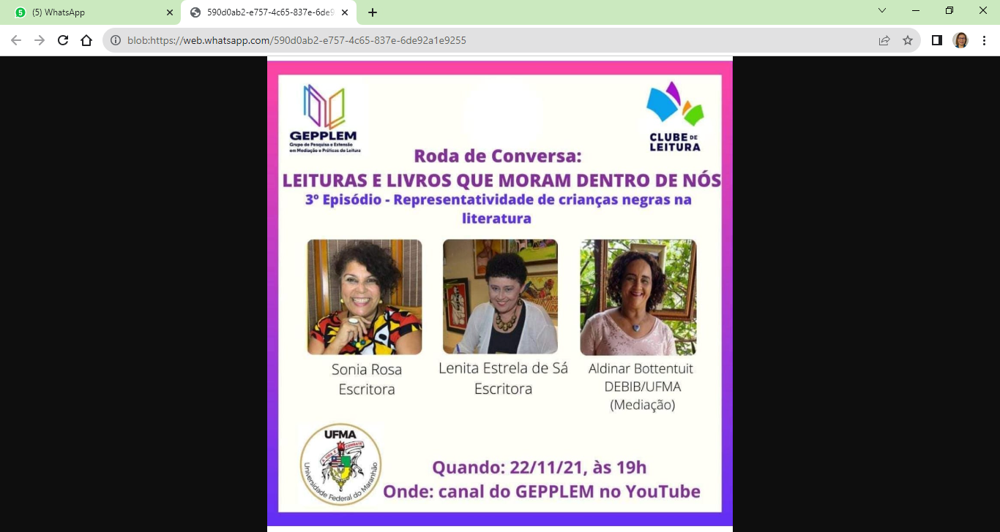 (5) WhatsApp
590d0ab2-e757-4c65-837e-6de9
blob:https://web.whatsapp.com/590d0ab2-e757-4c65-837e-6de92a1e9255
GEPPLEM
Grupo de Pesquisa e Extensão
em Mediação e Práticas de Leitura
CLUBE DE
LEITURA
Roda de Conversa:
LEITURAS E LIVROS QUE MORAM DENTRO DE NÓS
3º Episódio - Representatividade de crianças negras na
literatura
Sonia Rosa
Escritora
Lenita Estrela de Sá
Escritora
Aldinar Bottentuit
DEBIB/UFMA
(Mediação)
UFMA
A VIDA É COMBATE
Universidade Federal do Maranhão
Quando: 22/11/21, às 19h
Onde: canal do GEPPLEM no YouTube